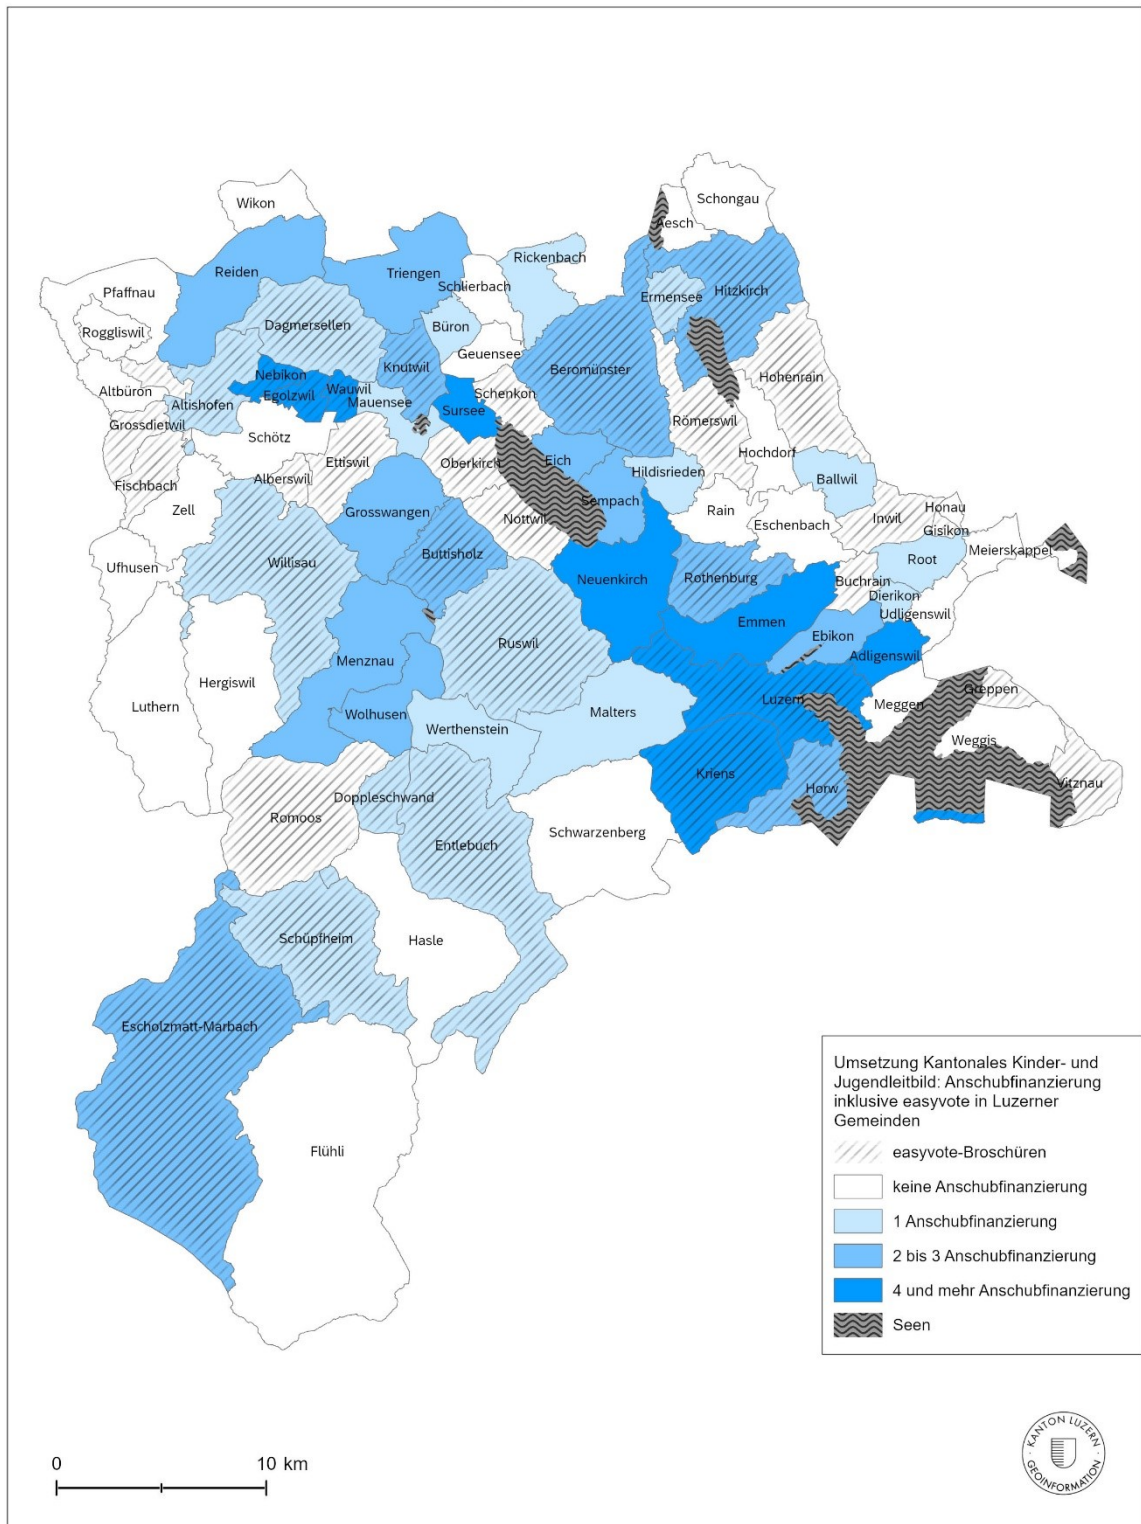 Wikon
Schongau
Aesch
Reiden
Triengen
Rickenbach
Schlierbach
Pfaffnau
Ermensee
Hitzkirch
Roggliswil
Dagmersellen
Büron
Geuensee
Knutwil
Beromünster
Nebikon
Hohenrain
Altbüron
Egolzwil
Wauwil
Mauensee
Schenkon
Altishofen
Sursee
Römerswil
Grossdietwil
Schötz
Hochdorf
Ettiswil
Oberkirch
Eich
Hildisrieden
Alberswil
Ballwil
Fischbach
Sempach
Zell
Grosswangen
Nottwil
Rain
Eschenbach
Inwil
Honau
Gisikon
Buttisholz
Meierskappel
Willisau
Root
Ufhusen
Neuenkirch
Rothenburg
Buchrain
Dierikon
Udligenswil
Emmen
Ebikon
Ruswil
Adligenswil
Menznau
Hergiswil
Greppen
Luthern
Wolhusen
Malters
Luzern
Meggen
Werthenstein
Weggis
Kriens
Vitznau
Horw
Doppleschwand
Romoos
Schwarzenberg
Entlebuch
Schüpfheim
Hasle
Escholzmatt-Marbach
Flühli
Umsetzung Kantonales Kinder- und
Jugendleitbild: Anschubfinanzierung
inklusive easyvote in Luzerner
Gemeinden
easyvote-Broschüren
keine Anschubfinanzierung
1 Anschubfinanzierung
2 bis 3 Anschubfinanzierung
4 und mehr Anschubfinanzierung
Seen
0 10 km
KANTON LUZERN
GEOINFORMATION